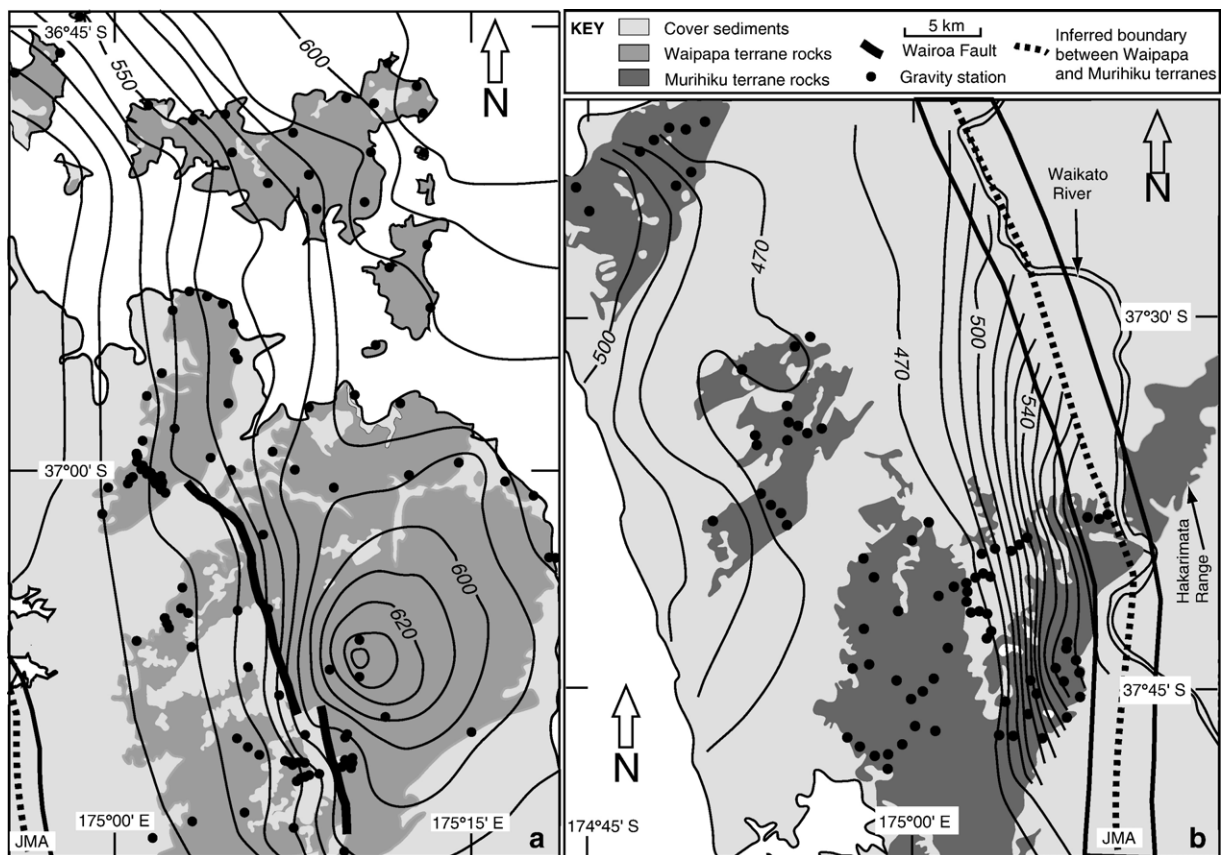 36°45' S
550
600
N
37°00' S
600
620
175°00' E
175°15' E
JMA
a
KEY
Cover sediments
Waipapa terrane rocks
Murihiku terrane rocks
5 km
Wairoa Fault
Gravity station
Inferred boundary
between Waipapa
and Murihiku terranes
N
Waikato
River
470
500
470
500
540
37°30' S
Hakarimata
Range
37°45' S
N
174°45' S
175°00' E
JMA
b